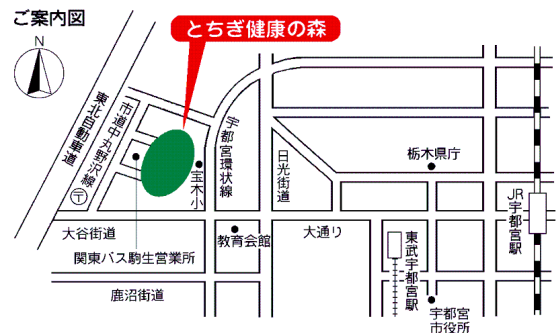 ご案内図
とちぎ健康の森
N
東北自動車道
市道中丸野沢線
〒
宝木小
宇都宮環状線
日光街道
栃木県庁
JR宇都宮駅
大谷街道
教育会館
大通り
東武宇都宮駅
関東バス駒生営業所
鹿沼街道
宇都宮
市役所